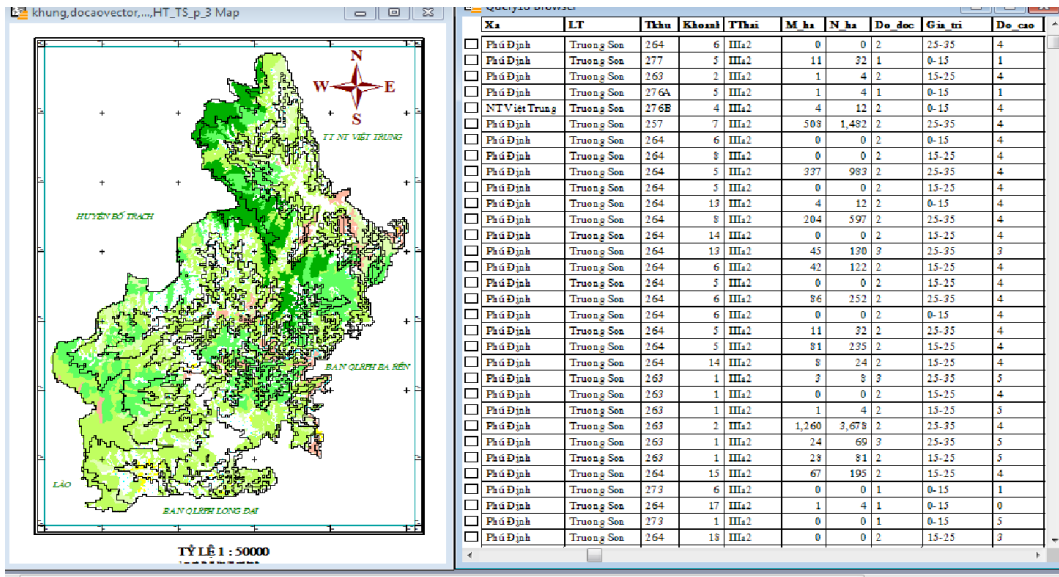 khung,docaovector,...,HT_TS_p_3 Map
N
W E
S
TT NT VIỆT TRUNG
HUYỆN BỐ TRẠCH
BAN QLRPH BA RỀN
LÀO
BAN QLRPH LONG ĐẠI
TỶ LỆ 1 : 50000
Browser
Xa LT Tkhu Khoanh TThai M_ha N_ha Do_doc Gia_tri Do_cao
Phú Định Truong Son 264 6 IIIa2 0 0 2 25-35 4
Phú Định Truong Son 277 5 IIIa2 11 32 1 0-15 1
Phú Định Truong Son 263 2 IIIa2 1 4 2 15-25 4
Phú Định Truong Son 276A 5 IIIa2 1 4 1 0-15 1
NT Việt Trung Truong Son 276B 4 IIIa2 4 12 2 0-15 4
Phú Định Truong Son 257 7 IIIa2 508 1,482 2 25-35 4
Phú Định Truong Son 264 6 IIIa2 0 0 2 0-15 4
Phú Định Truong Son 264 8 IIIa2 0 0 2 15-25 4
Phú Định Truong Son 264 5 IIIa2 337 983 2 25-35 4
Phú Định Truong Son 264 5 IIIa2 0 0 2 15-25 4
Phú Định Truong Son 264 13 IIIa2 4 12 2 0-15 4
Phú Định Truong Son 264 8 IIIa2 204 597 2 25-35 4
Phú Định Truong Son 264 14 IIIa2 0 0 2 15-25 4
Phú Định Truong Son 264 13 IIIa2 45 130 3 25-35 3
Phú Định Truong Son 264 6 IIIa2 42 122 2 15-25 4
Phú Định Truong Son 264 5 IIIa2 0 0 2 15-25 4
Phú Định Truong Son 264 6 IIIa2 86 252 2 25-35 4
Phú Định Truong Son 264 6 IIIa2 0 0 2 0-15 4
Phú Định Truong Son 264 5 IIIa2 11 32 2 25-35 4
Phú Định Truong Son 264 5 IIIa2 81 235 2 15-25 4
Phú Định Truong Son 264 14 IIIa2 8 24 2 15-25 4
Phú Định Truong Son 263 1 IIIa2 3 8 3 25-35 5
Phú Định Truong Son 263 1 IIIa2 0 0 2 15-25 4
Phú Định Truong Son 263 1 IIIa2 1 4 2 15-25 5
Phú Định Truong Son 263 2 IIIa2 1,260 3,678 2 25-35 4
Phú Định Truong Son 263 1 IIIa2 24 69 3 25-35 5
Phú Định Truong Son 263 1 IIIa2 28 81 2 15-25 5
Phú Định Truong Son 264 15 IIIa2 67 195 2 15-25 4
Phú Định Truong Son 273 6 IIIa2 0 0 1 0-15 1
Phú Định Truong Son 264 17 IIIa2 1 4 1 0-15 0
Phú Định Truong Son 273 1 IIIa2 0 0 1 0-15 5
Phú Định Truong Son 264 18 IIIa2 0 0 2 15-25 3